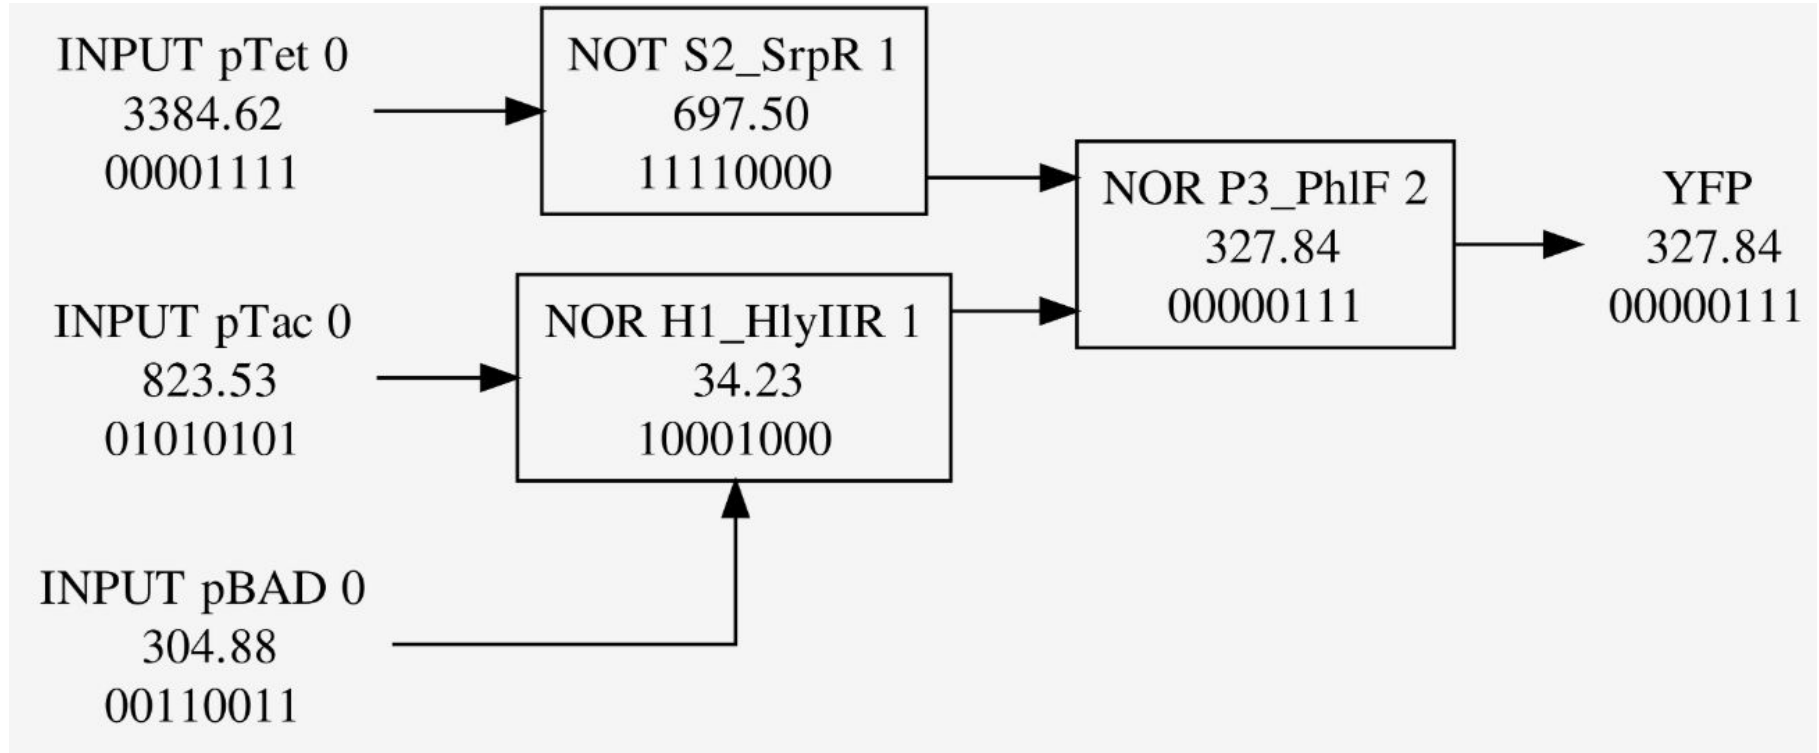 INPUT pTet 0
3384.62
00001111
NOT S2_SrpR 1
697.50
11110000
INPUT pTac 0
823.53
01010101
NOR H1_HlyIIR 1
34.23
10001000
INPUT pBAD 0
304.88
00110011
NOR P3_PhlF 2
327.84
00000111
YFP
327.84
00000111